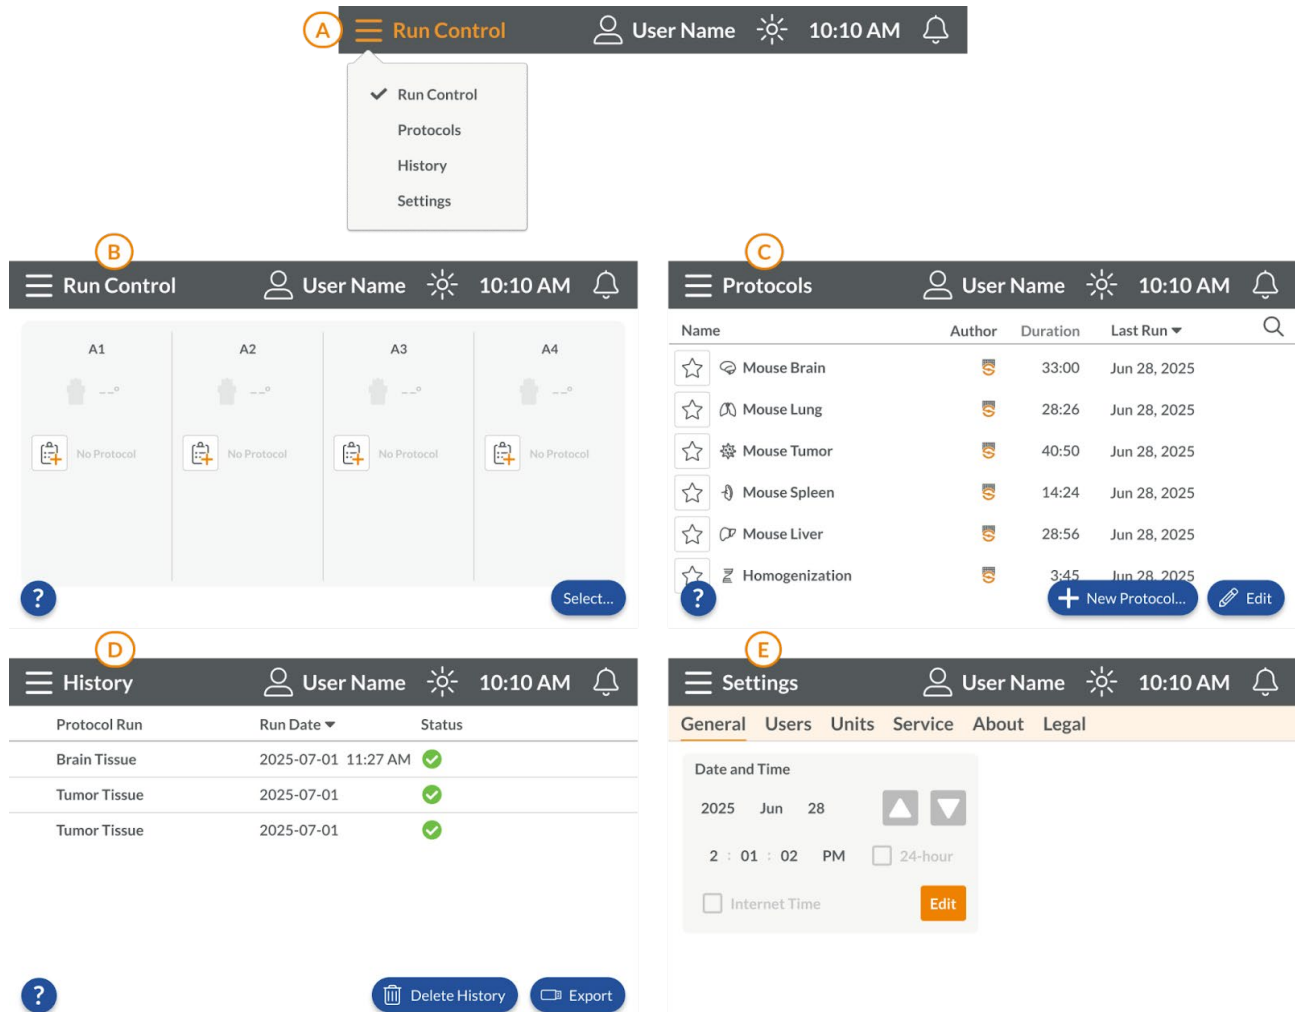 A
Run Control
User Name
10:10 AM
Run Control
Protocols
History
Settings
B
Run Control
User Name
10:10 AM
A1
A2
A3
A4
--°
--°
--°
--°
No Protocol
No Protocol
No Protocol
No Protocol
?
Select...
C
Protocols
User Name
10:10 AM
Name
Author
Duration
Last Run
Mouse Brain
33:00
Jun 28, 2025
Mouse Lung
28:26
Jun 28, 2025
Mouse Tumor
40:50
Jun 28, 2025
Mouse Spleen
14:24
Jun 28, 2025
Mouse Liver
28:56
Jun 28, 2025
Homogenization
3:45
Jun 28, 2025
?
New Protocol...
Edit
D
History
User Name
10:10 AM
Protocol Run
Run Date
Status
Brain Tissue
2025-07-01 11:27 AM
Tumor Tissue
2025-07-01
Tumor Tissue
2025-07-01
?
Delete History
Export
E
Settings
User Name
10:10 AM
General Users Units Service About Legal
Date and Time
2025 Jun 28
2 : 01 : 02 PM
24-hour
Internet Time
Edit